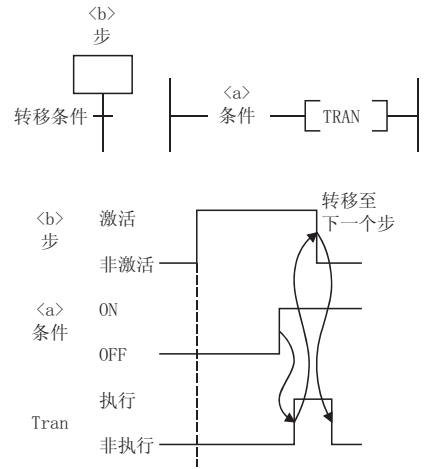 <b>
步
转移条件
<a>
条件
TRAN
转移至
下一个步
<b>
步
激活
非激活
<a>
条件
ON
OFF
Tran
执行
非执行